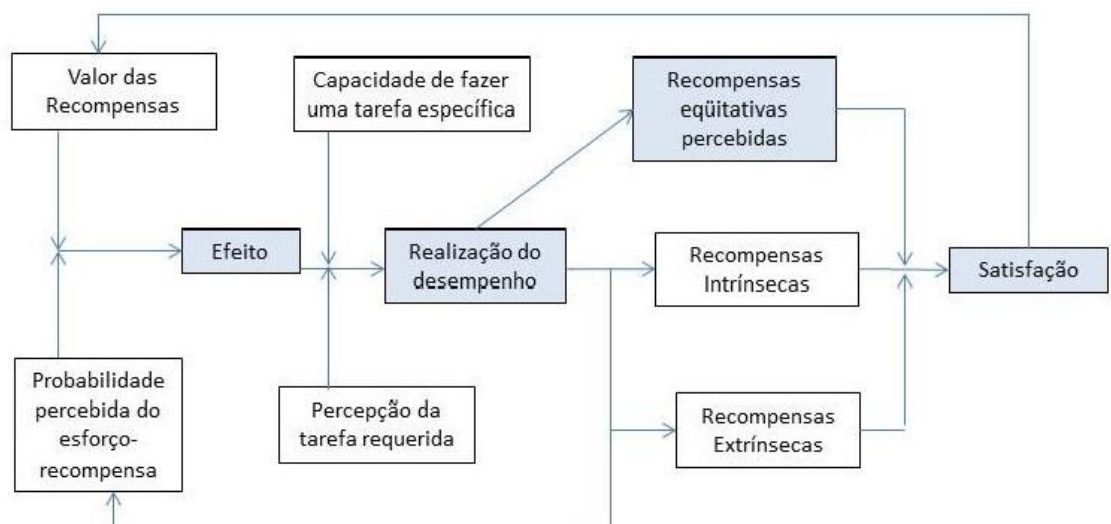 Valor das
Recompensas
Capacidade de fazer
uma tarefa específica
Recompensas
eqüitativas
percebidas
Efeito
Realização do
desempenho
Recompensas
Intrínsecas
Satisfação
Probabilidade
percebida do
esforço-
recompensa
Percepção da
tarefa requerida
Recompensas
Extrínsecas